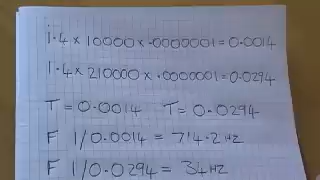 1.4 x 10000 x .0000001 = 0.0014
1.4 x 210000 x .0000001 = 0.0294
T = 0.0014 T = 0.0294
F 1/0.0014 = 714.2 HZ
F 1/0.0294 = 34 HZ